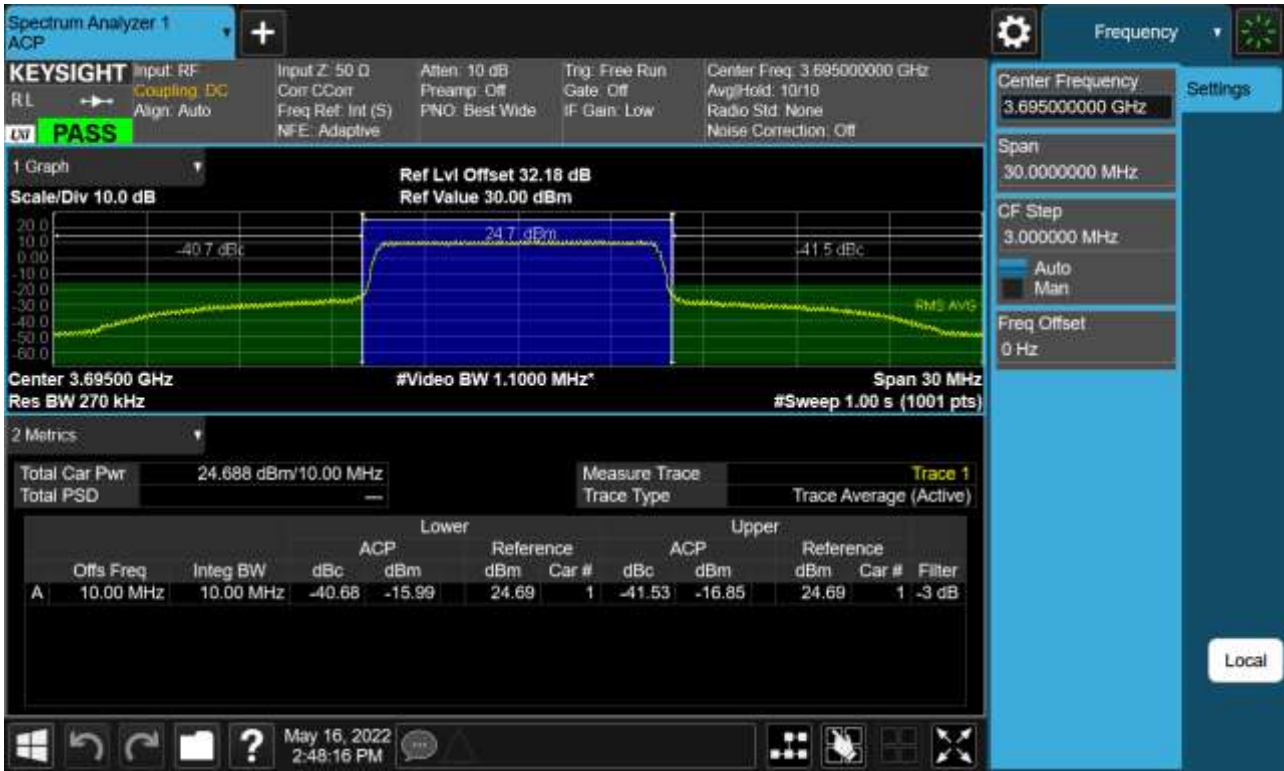 Spectrum Analyzer 1
ACP
+
Frequency
KEYSIGHT
RL
LXI
PASS
Input: RF
Coupling: DC
Align: Auto
Input Z: 50 Ω
Corr CCorr
Freq Ref: Int (S)
NFE: Adaptive
Atten: 10 dB
Preamp: Off
PNO: Best Wide
Trig: Free Run
Gate: Off
IF Gain: Low
Center Freq: 3.695000000 GHz
Avg|Hold: 10/10
Radio Std: None
Noise Correction: Off
Center Frequency
3.695000000 GHz
Settings
Span
30.0000000 MHz
CF Step
3.000000 MHz
Auto
Man
Freq Offset
0 Hz
1 Graph
Scale/Div 10.0 dB
Ref Lvl Offset 32.18 dB
Ref Value 30.00 dBm
20.0
10.0
0.00
-10.0
-20.0
-30.0
-40.0
-50.0
-60.0
-40.7 dBc
24.7 dBm
-41.5 dBc
RMS AVG
Center 3.69500 GHz
#Video BW 1.1000 MHz*
Span 30 MHz
Res BW 270 kHz
#Sweep 1.00 s (1001 pts)
2 Metrics
Total Car Pwr 24.688 dBm/10.00 MHz
Total PSD ---
Measure Trace Trace 1
Trace Type Trace Average (Active)
Lower Upper
ACP Reference ACP Reference
Offs Freq Integ BW dBc dBm dBm Car # dBc dBm dBm Car # Filter
A 10.00 MHz 10.00 MHz -40.68 -15.99 24.69 1 -41.53 -16.85 24.69 1 -3 dB
Local
?
May 16, 2022
2:48:16 PM